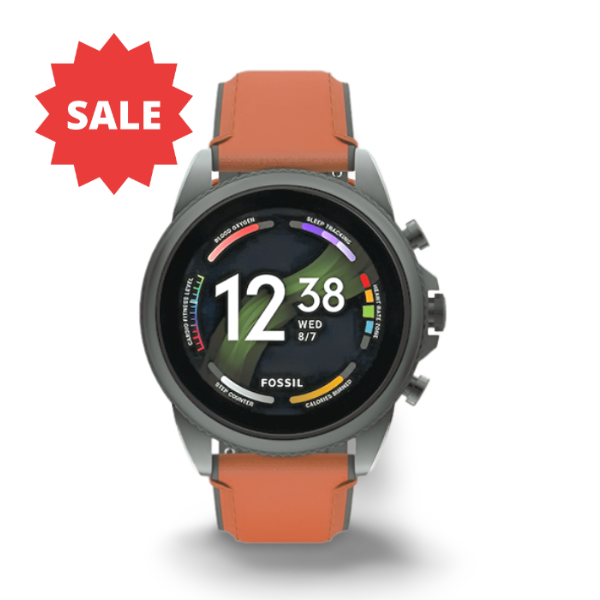 SALE
BLOOD OXYGEN
SLEEP TRACKING
CARDIO FITNESS LEVEL
HEART RATE ZONE
12 38
WED
8/7
FOSSIL
STEP COUNTER
CALORIES BURNED